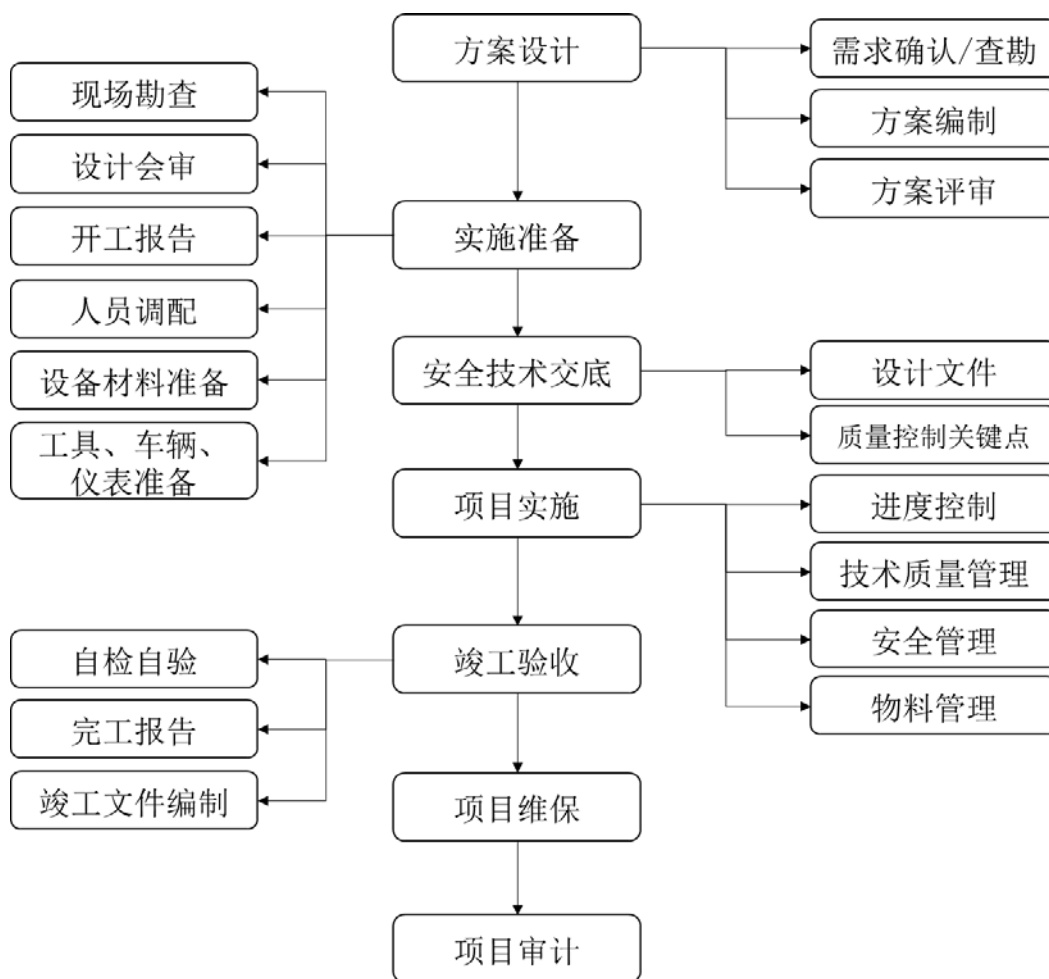 方案设计
需求确认/查勘
方案编制
方案评审
现场勘查
设计会审
开工报告
人员调配
设备材料准备
工具、车辆、
仪表准备
实施准备
安全技术交底
设计文件
质量控制关键点
项目实施
进度控制
技术质量管理
安全管理
物料管理
竣工验收
自检自验
完工报告
竣工文件编制
项目维保
项目审计